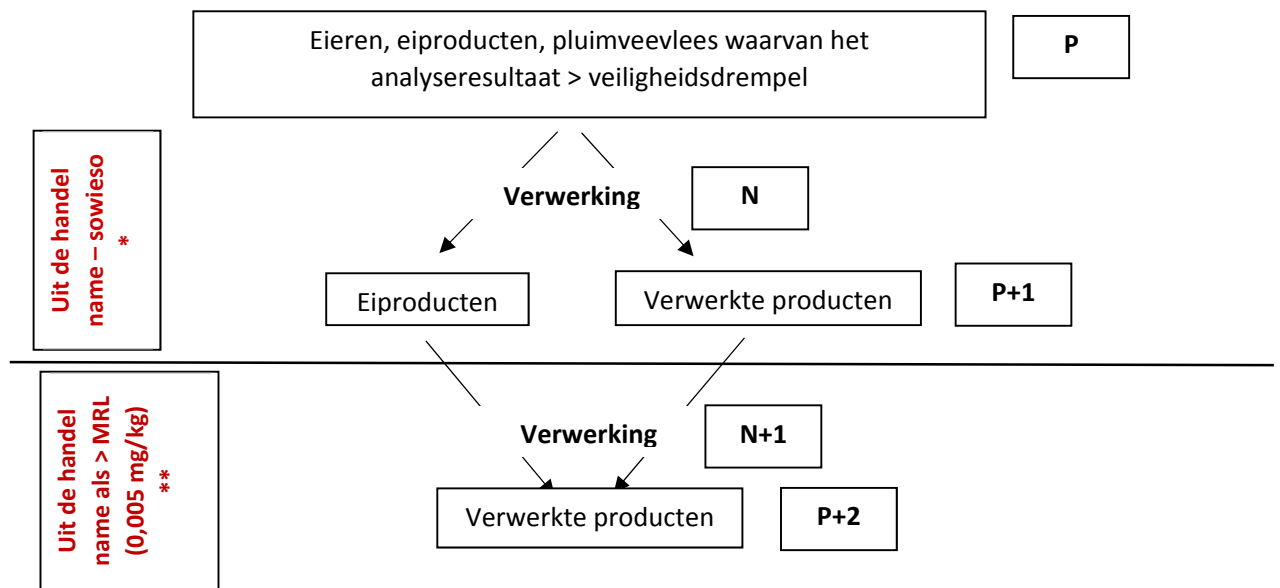 Eieren, eiproducten, pluimveevlees waarvan het
analyseresultaat > veiligheidsdrempel
P
Uit de handel
name – sowieso
*
Verwerking
N
Eiproducten
Verwerkte producten
P+1
Uit de handel
name als > MRL
(0,005 mg/kg)
**
Verwerking
N+1
Verwerkte producten
P+2